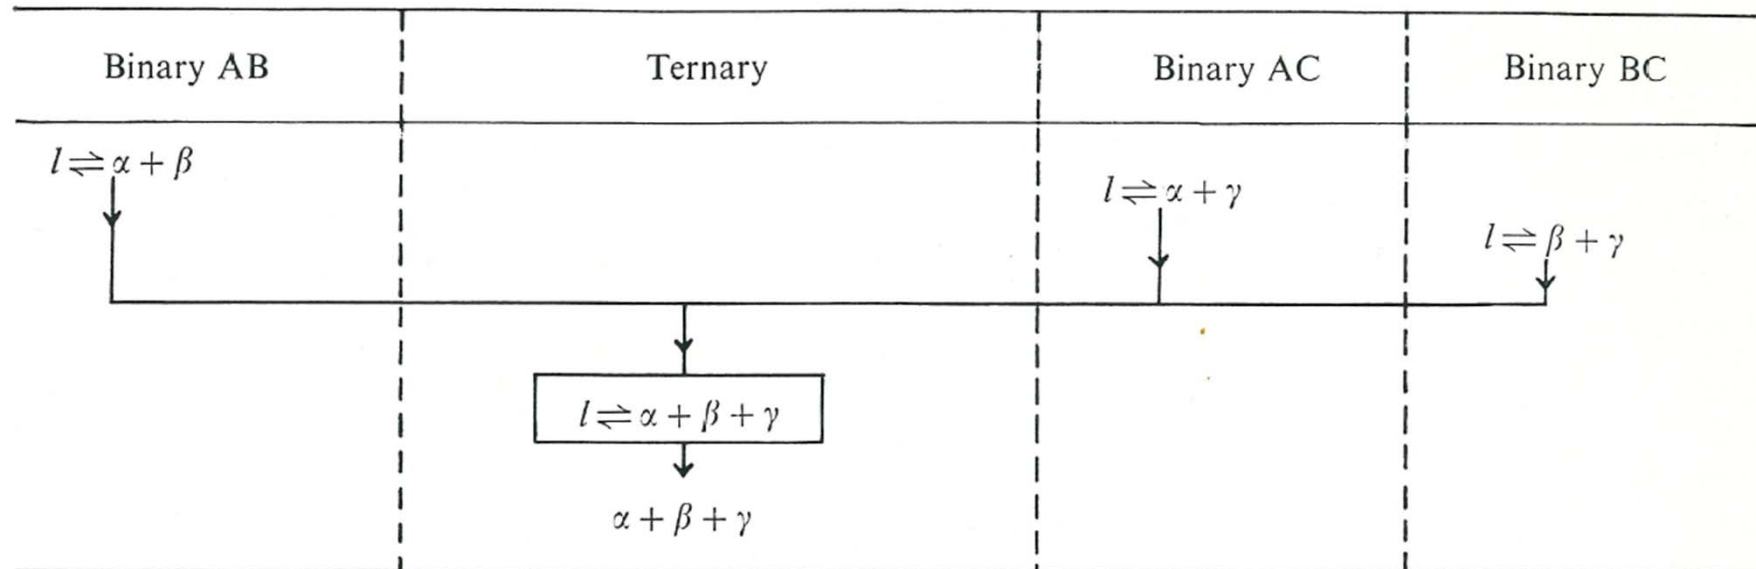 Binary AB Ternary Binary AC Binary BC
l⇌α + β
l⇌α + γ
l⇌β + γ
l⇌α + β + γ
α + β + γ